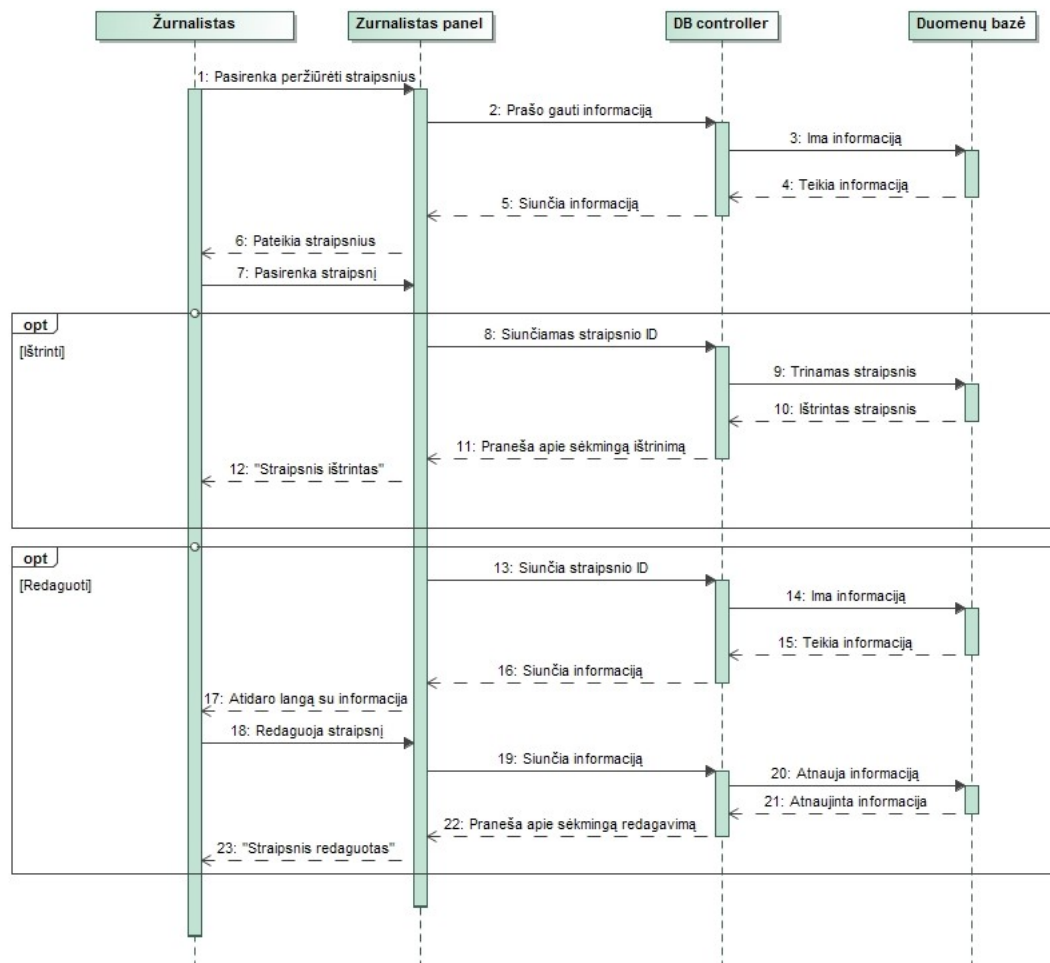 Žurnalistas
Zurnalistas panel
DB controller
Duomenų bazė
1: Pasirenka peržiūrėti straipsnius
2: Prašo gauti informaciją
3: Ima informaciją
4: Teikia informaciją
5: Siunčia informaciją
6: Pateikia straipsnius
7: Pasirenka straipsnį
opt
[Ištrinti]
8: Siunčiamas straipsnio ID
9: Trinamas straipsnis
10: Ištrintas straipsnis
11: Praneša apie sėkmingą ištrinimą
12: "Straipsnis ištrintas"
opt
[Redaguoti]
13: Siunčia straipsnio ID
14: Ima informaciją
15: Teikia informaciją
16: Siunčia informaciją
17: Atidaro langą su informacija
18: Redaguoja straipsnį
19: Siunčia informaciją
20: Atnauja informaciją
21: Atnaujinta informacija
22: Praneša apie sėkmingą redagavimą
23: "Straipsnis redaguotas"